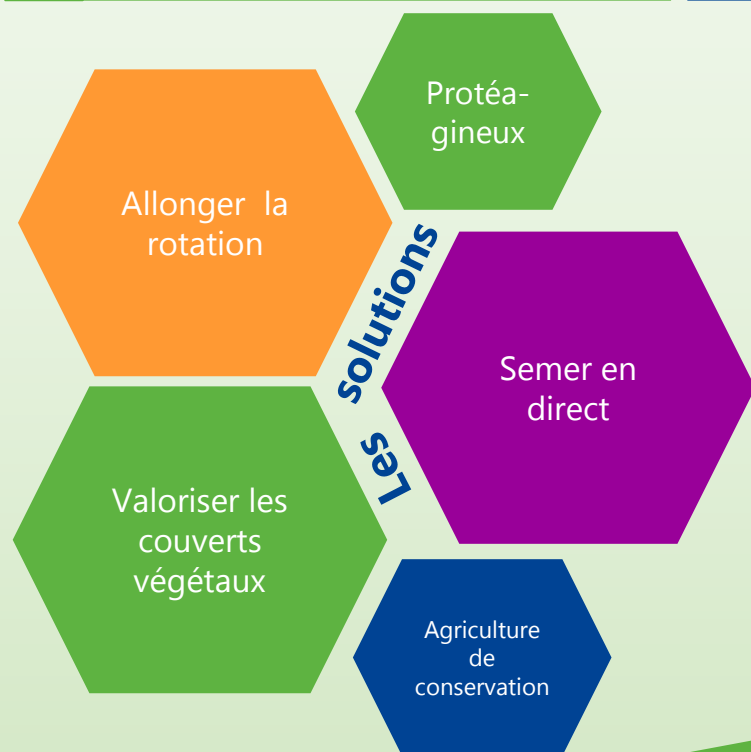 Protéa-
gineux
Allonger la
rotation
Les solutions
Semer en
direct
Valoriser les
couverts
végétaux
Agriculture
de
conservation